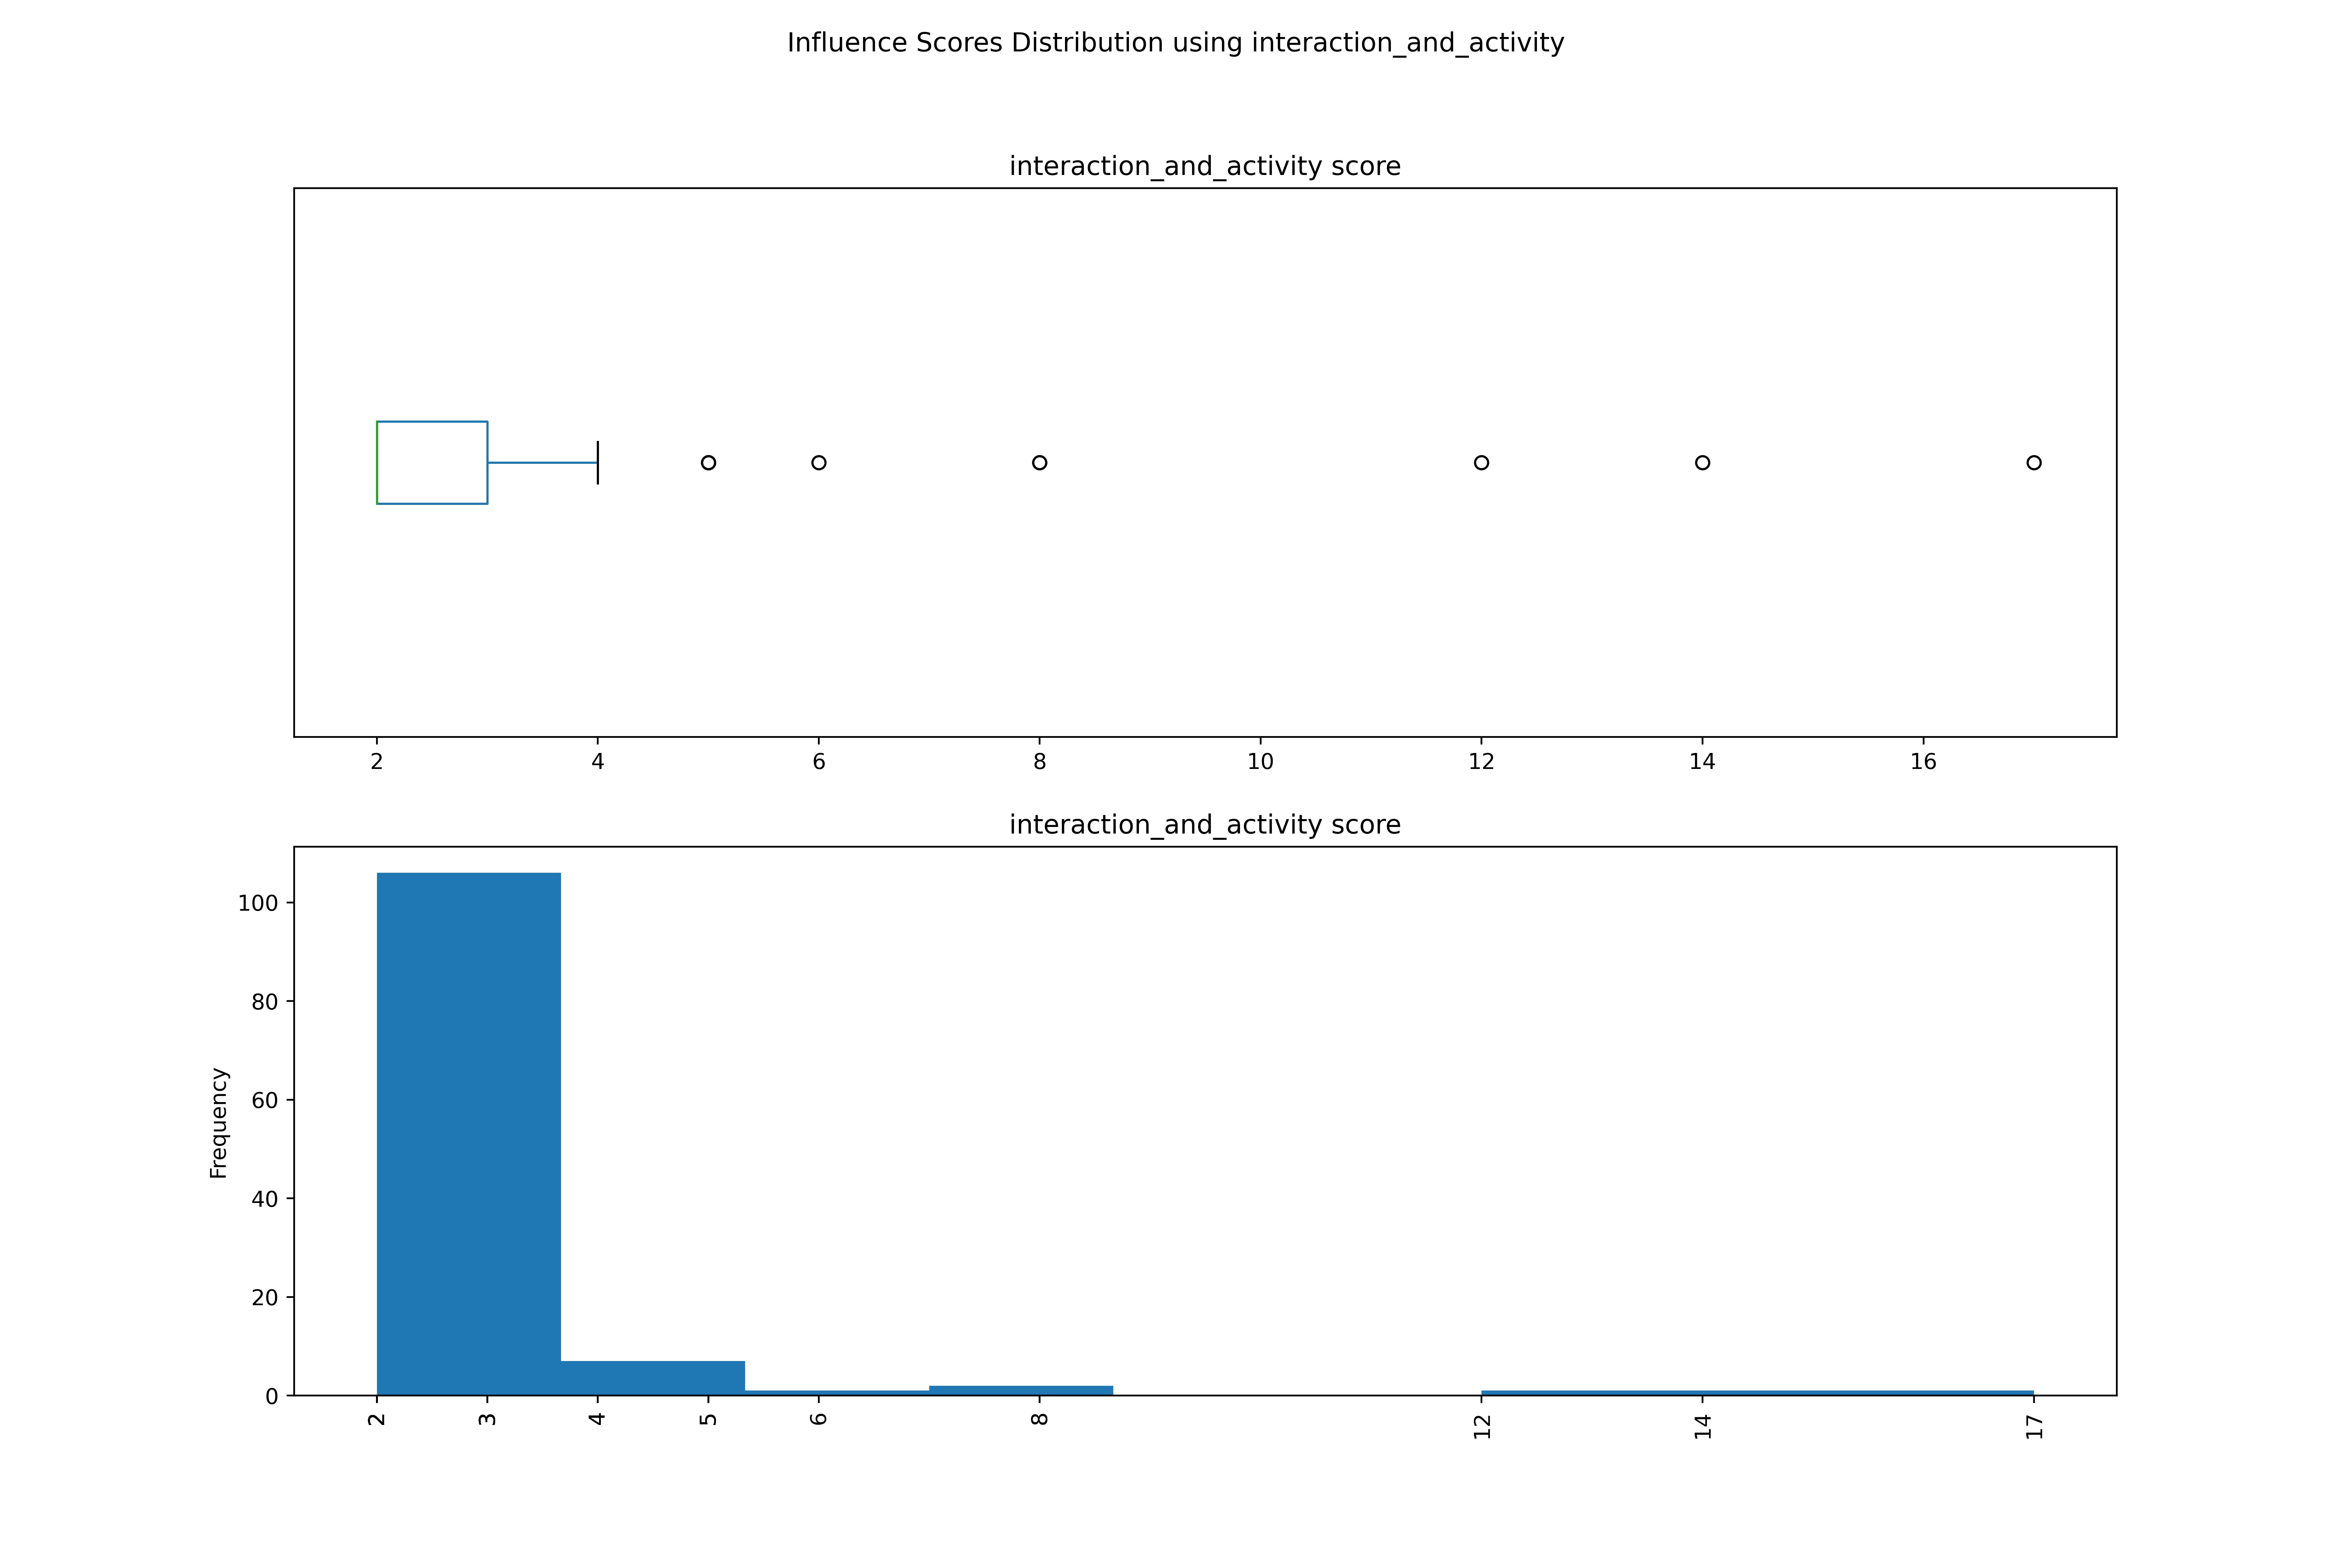 Influence Scores Distribution using interaction_and_activity
interaction_and_activity score
2 4 6 8 10 12 14 16
interaction_and_activity score
Frequency
100
80
60
40
20
0
2 3 4 5 6 8 12 14 17